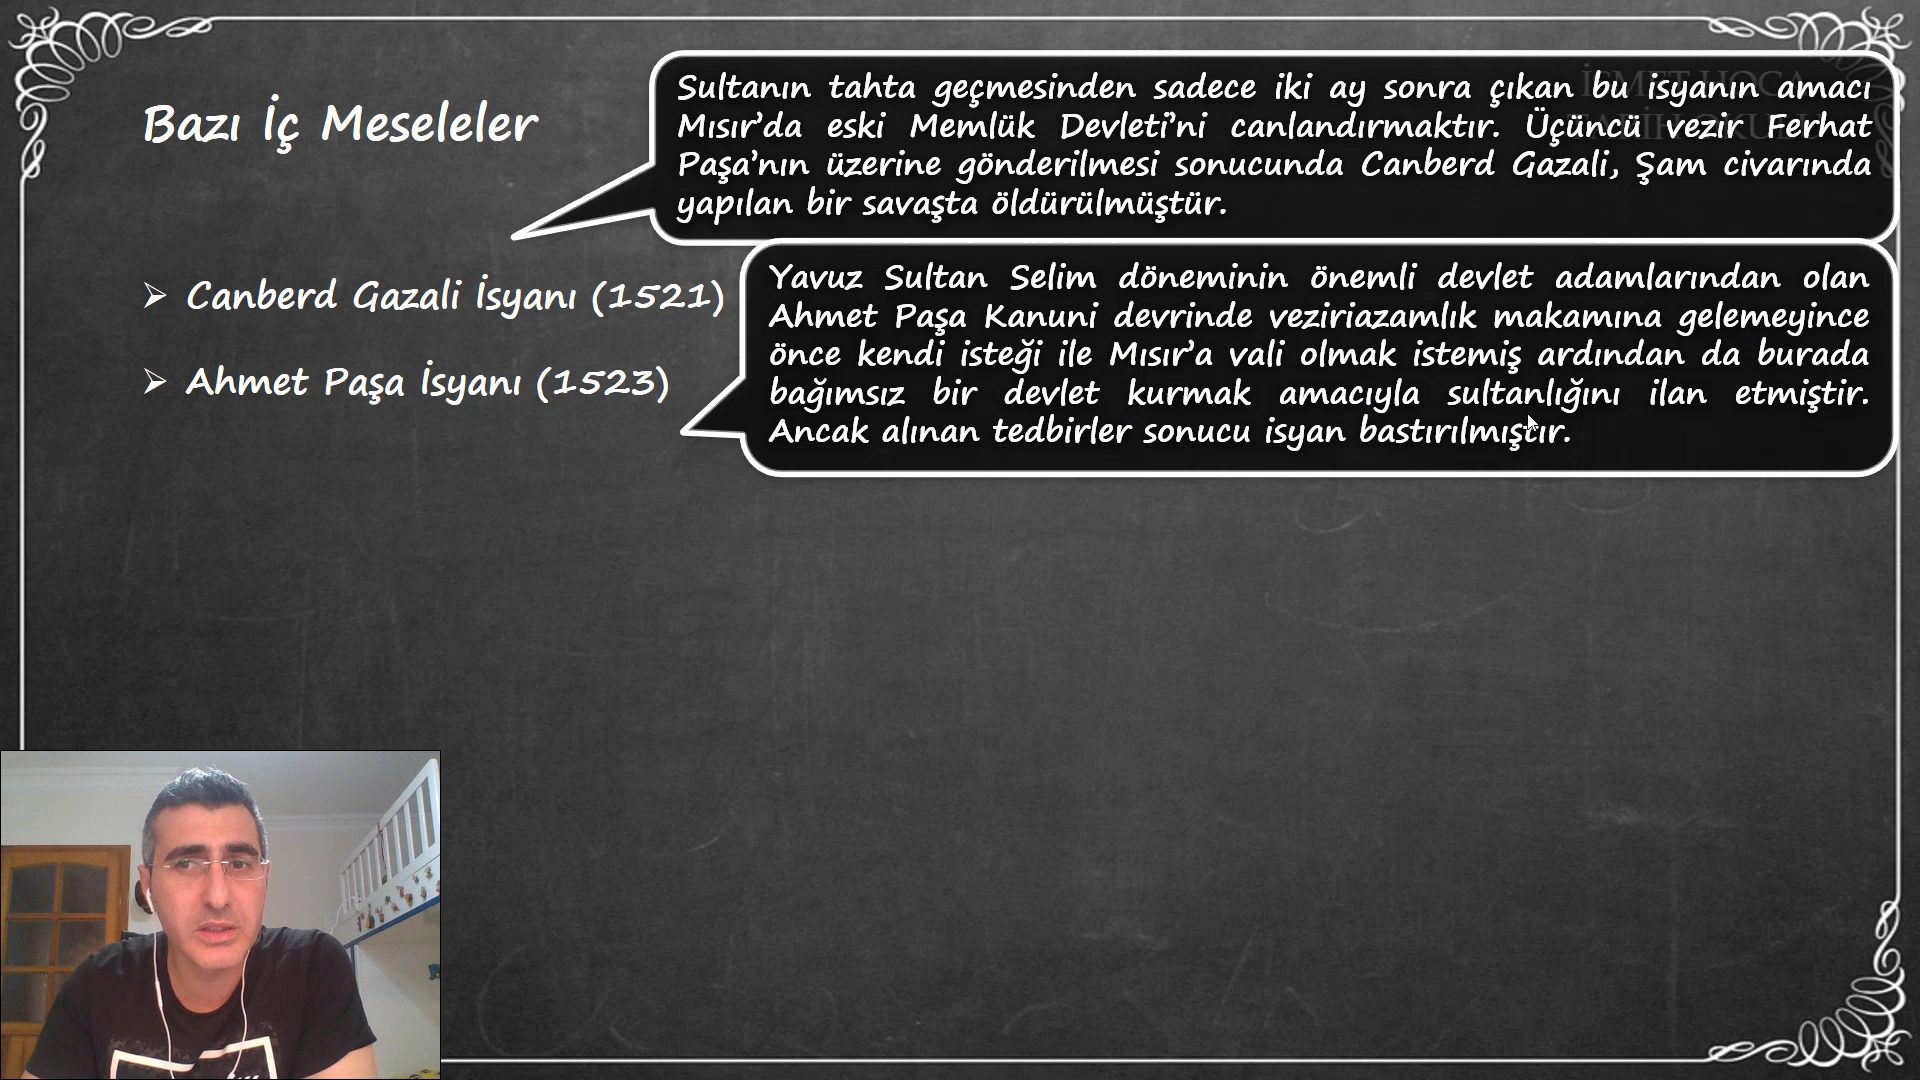 İSMET HOCA
TARİH OKULU
Bazı İç Meseleler
Sultanın tahta geçmesinden sadece iki ay sonra çıkan bu isyanın amacı
Mısır’da eski Memlük Devleti’ni canlandırmaktır. Üçüncü vezir Ferhat
Paşa’nın üzerine gönderilmesi sonucunda Canberd Gazali, Şam civarında
yapılan bir savaşta öldürülmüştür.
Canberd Gazali İsyanı (1521)
Ahmet Paşa İsyanı (1523)
Yavuz Sultan Selim döneminin önemli devlet adamlarından olan
Ahmet Paşa Kanuni devrinde veziriazamlık makamına gelemeyince
önce kendi isteği ile Mısır’a vali olmak istemiş ardından da burada
bağımsız bir devlet kurmak amacıyla sultanlığını ilan etmiştir.
Ancak alınan tedbirler sonucu isyan bastırılmıştır.